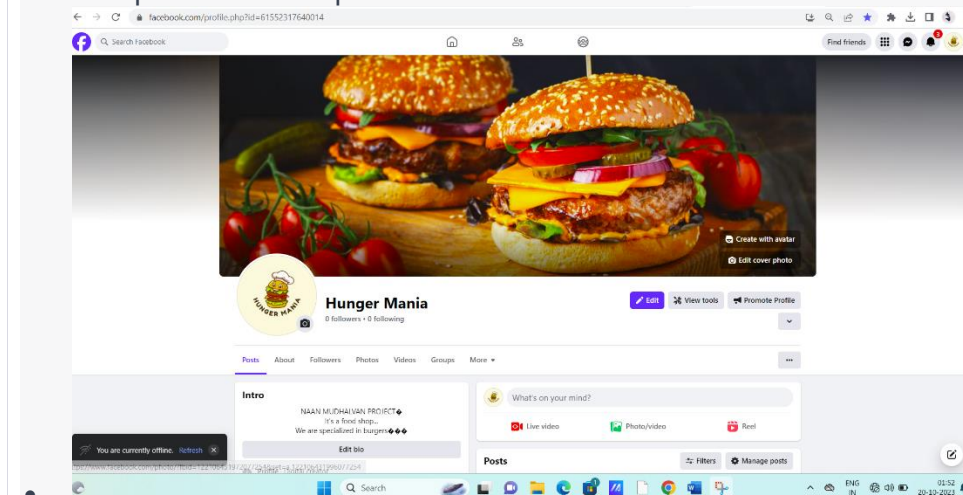 facebook.com/profile.php?id=61552317640014
Search Facebook
Find friends
3
Create with avatar
Edit cover photo
HUNGER MANIA
Hunger Mania
0 followers • 0 following
Edit
View tools
Promote Profile
Posts About Followers Photos Videos Groups More
Intro
NAAN MUDHALVAN PROJECT�
It's a food shop...
We are specialized in burgers���
Edit bio
What's on your mind?
Live video
Photo/video
Reel
Posts
Filters
Manage posts
You are currently offline. Refresh
Search
ENG
IN
01:52
20-10-2023